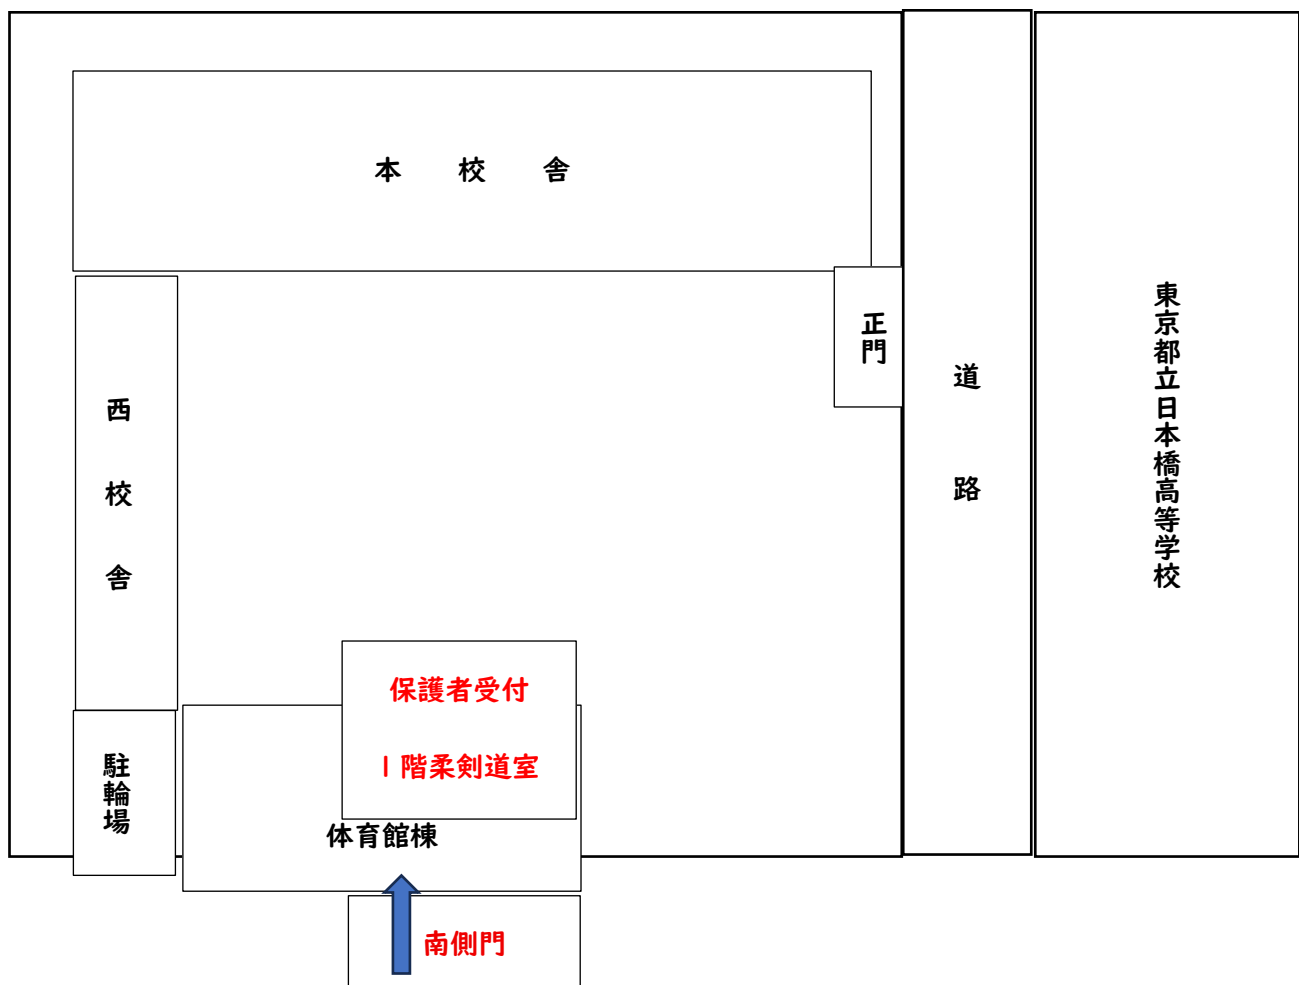 本校舎
正門
道路
東京都立日本橋高等学校
西校舎
保護者受付
1階柔剣道室
駐輪場
体育館棟
南側門